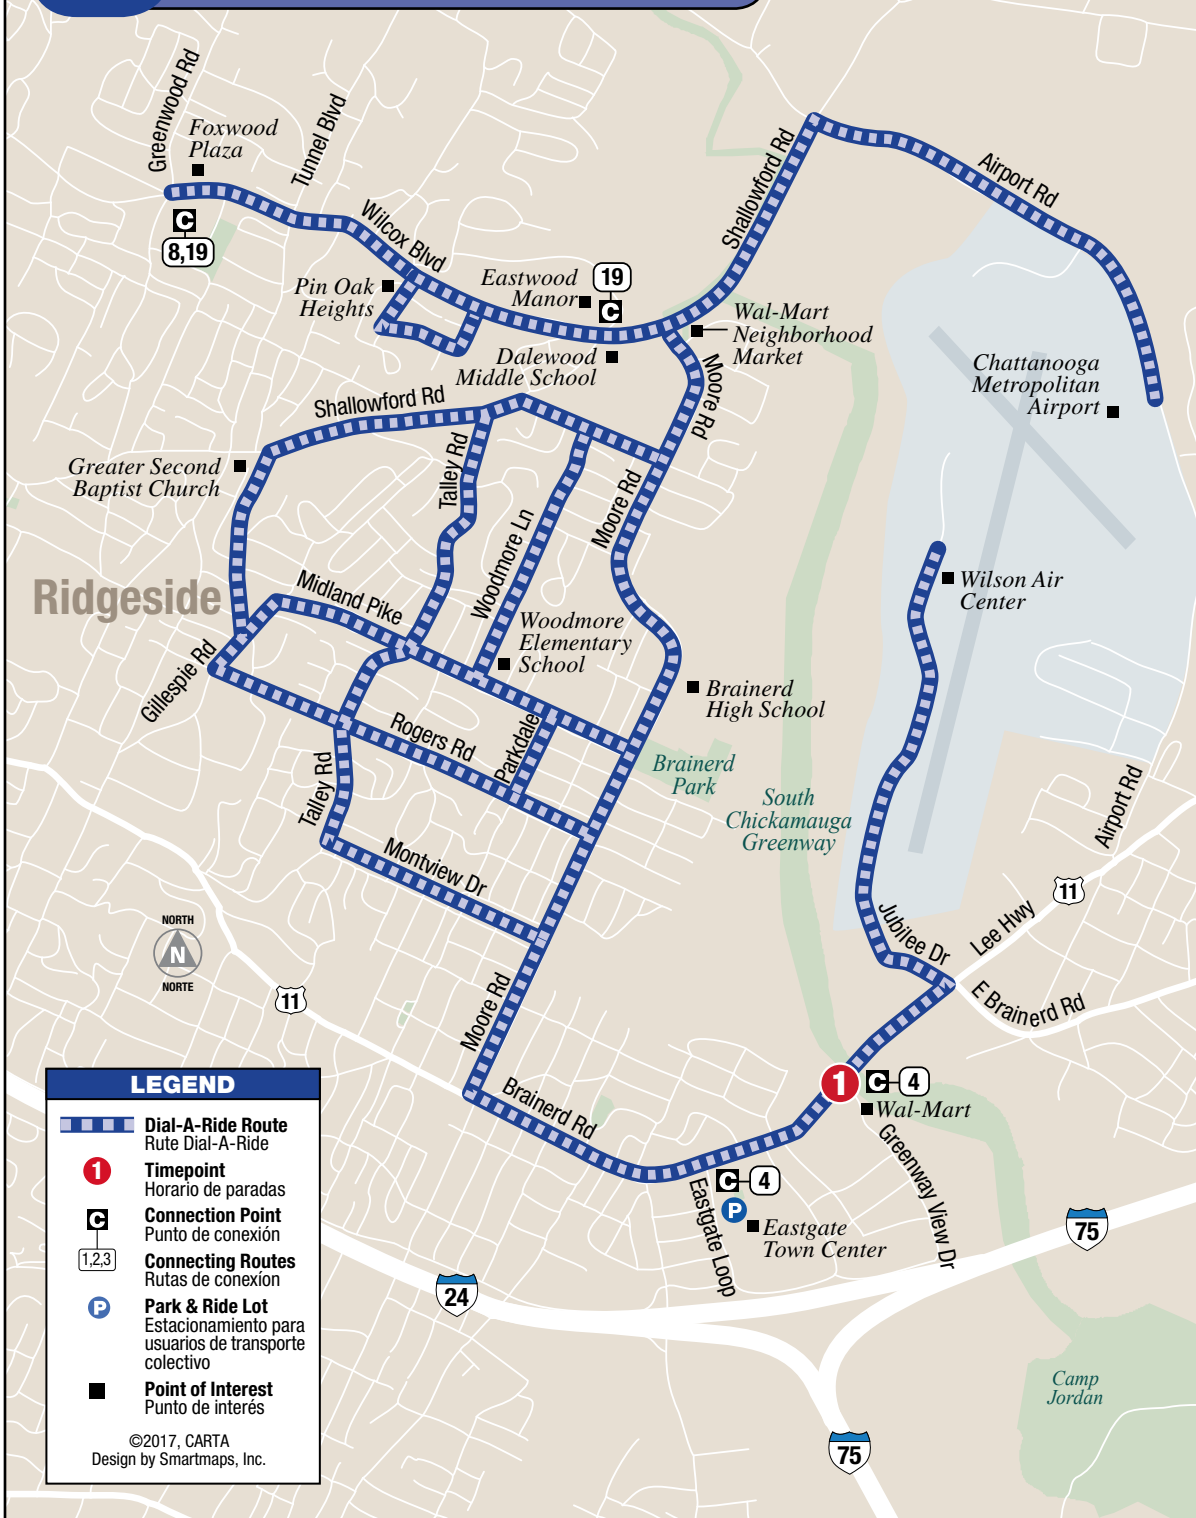 Greenwood Rd
Foxwood
Plaza
Tunnel Blvd
C
8,19
Wilcox Blvd
Pin Oak
Heights
Eastwood
Manor
19
C
Dalewood
Middle School
Shallowford Rd
Airport Rd
Wal-Mart
Neighborhood
Market
Moore Rd
Chattanooga
Metropolitan
Airport
Shallowford Rd
Greater Second
Baptist Church
Talley Rd
Woodmore Ln
Moore Rd
Ridgeside
Midland Pike
Woodmore
Elementary
School
Wilson Air
Center
Gillespie Rd
Brainerd
High School
Rogers Rd
Parkdale
Brainerd
Park
Talley Rd
South
Chickamauga
Greenway
Airport Rd
Montview Dr
11
Jubilee Dr
Lee Hwy
NORTH
N
NORTE
11
Moore Rd
E Brainerd Rd
1
C
4
Wal-Mart
Brainerd Rd
Greenway View Dr
C
4
P
Eastgate
Town Center
Eastgate Loop
75
24
Camp
Jordan
75
LEGEND
Dial-A-Ride Route
Rute Dial-A-Ride
1
Timepoint
Horario de paradas
C
Connection Point
Punto de conexión
1,2,3
Connecting Routes
Rutas de conexíon
P
Park & Ride Lot
Estacionamiento para
usuarios de transporte
colectivo
Point of Interest
Punto de interés
©2017, CARTA
Design by Smartmaps, Inc.